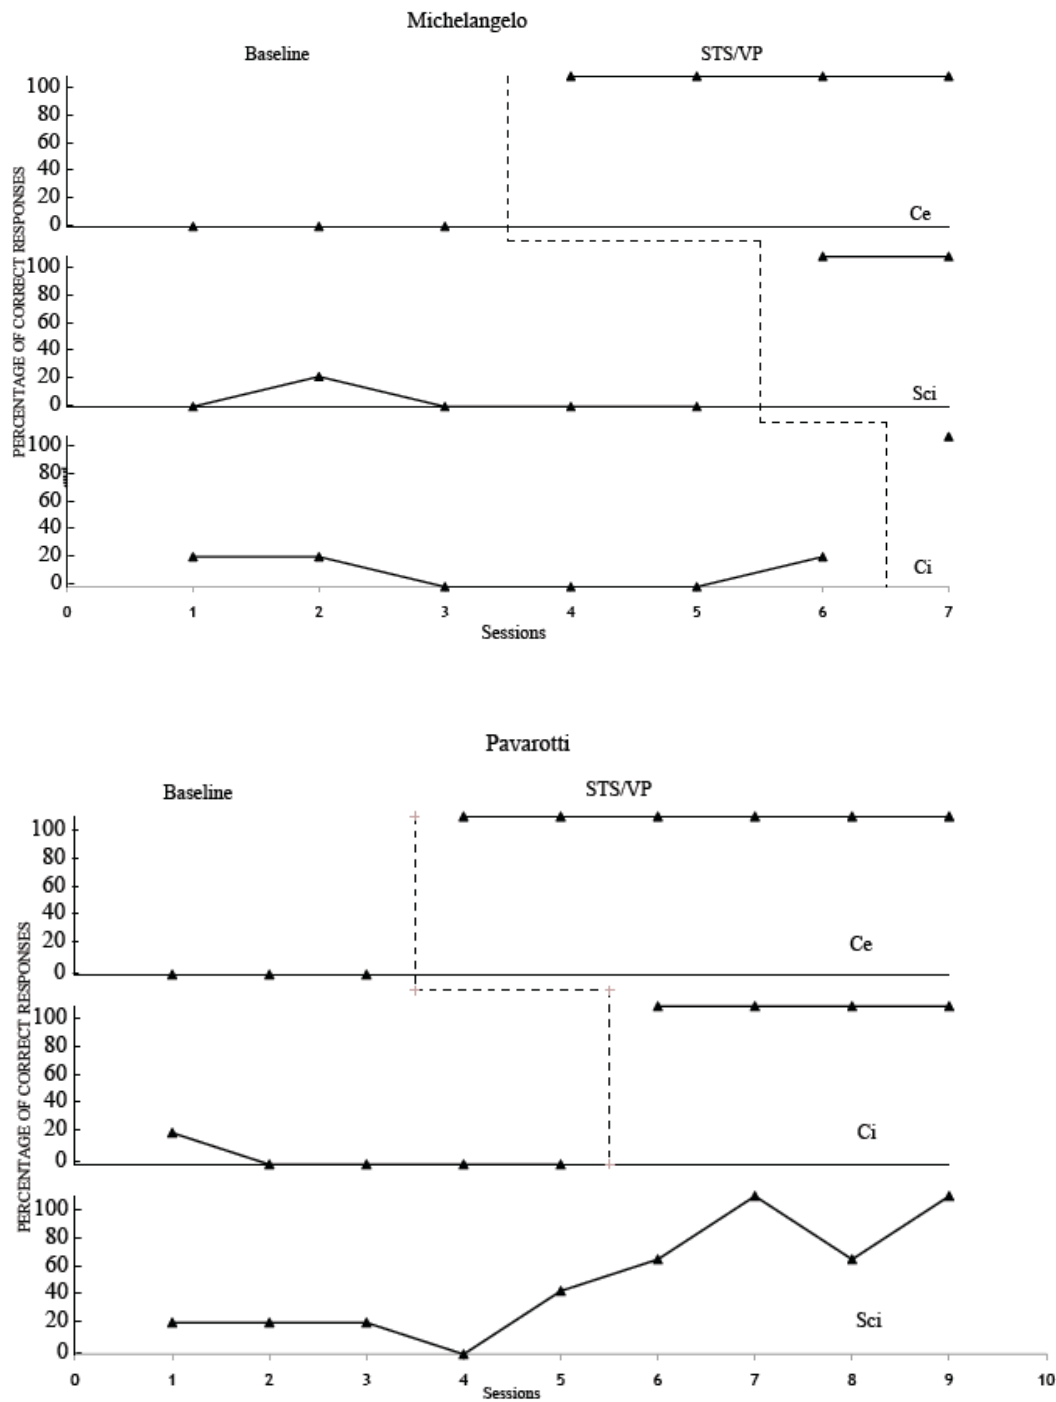 Michelangelo
Baseline STS/VP
PERCENTAGE OF CORRECT RESPONSES
100
80
60
40
20
0
Ce
100
80
60
40
20
0
Sci
100
80
60
40
20
0
Ci
0 1 2 3 4 5 6 7
Sessions
Pavarotti
Baseline STS/VP
PERCENTAGE OF CORRECT RESPONSES
100
80
60
40
20
0
Ce
100
80
60
40
20
0
Ci
100
80
60
40
20
0
Sci
0 1 2 3 4 5 6 7 8 9 10
Sessions